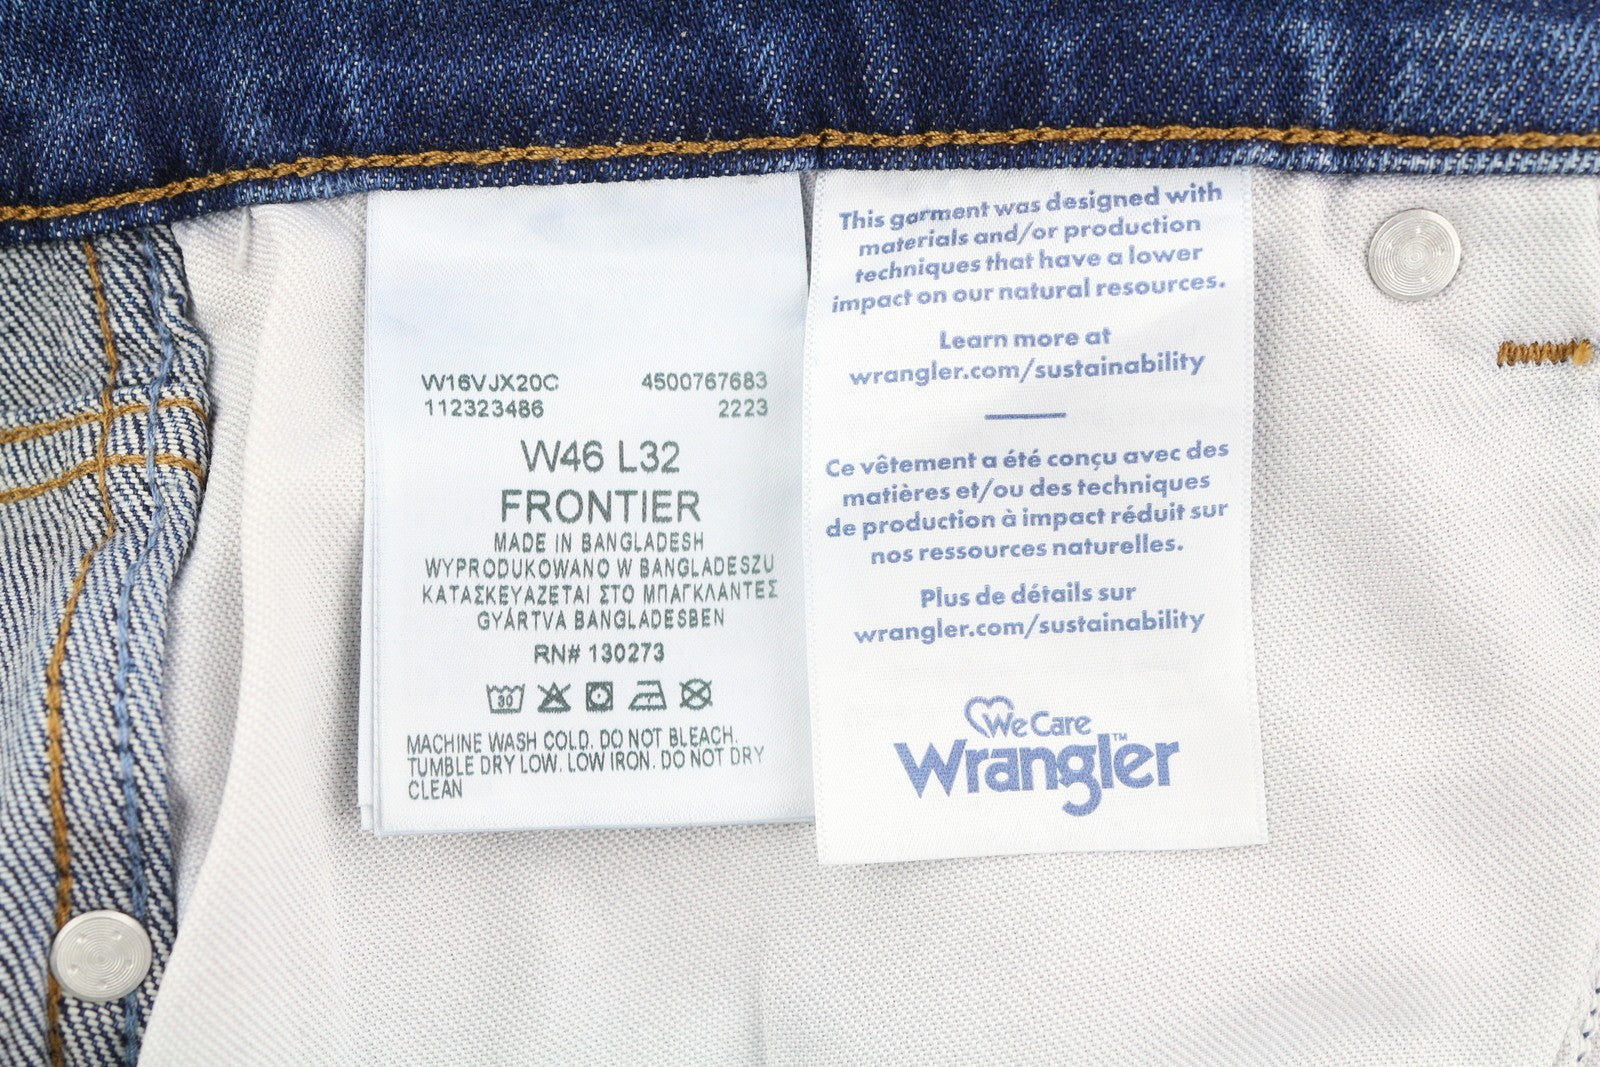 W16VJX20C 4500767683
112323486 2223
W46 L32
FRONTIER
MADE IN BANGLADESH
WYPRODUKOWANO W BANGLADESZU
ΚΑΤΑΣΚΕΥΑΖΕΤΑΙ ΣΤΟ ΜΠΑΓΚΛΑΝΤΕΣ
GYÁRTVA BANGLADESBEN
RN# 130273
30
MACHINE WASH COLD. DO NOT BLEACH.
TUMBLE DRY LOW. LOW IRON. DO NOT DRY
CLEAN
This garment was designed with
materials and/or production
techniques that have a lower
impact on our natural resources.
Learn more at
wrangler.com/sustainability
Ce vêtement a été conçu avec des
matières et/ou des techniques
de production à impact réduit sur
nos ressources naturelles.
Plus de détails sur
wrangler.com/sustainability
We Care
Wrangler™